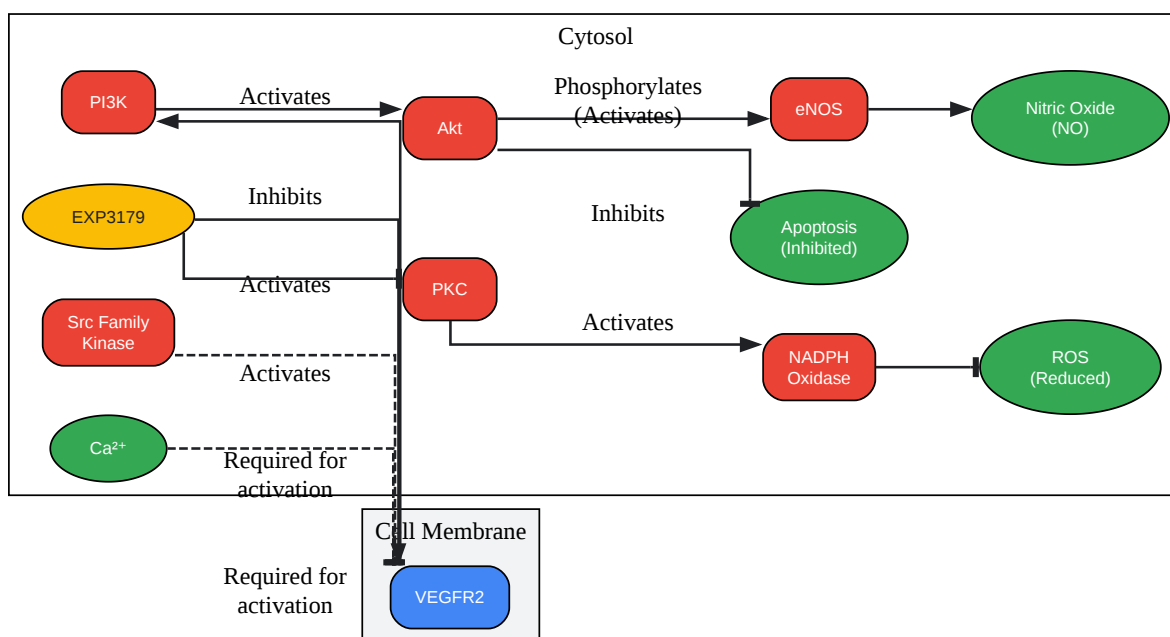 Cytosol
PI3K
Activates
Akt
Phosphorylates
(Activates)
eNOS
Nitric Oxide
(NO)
EXP3179
Inhibits
Inhibits
Apoptosis
(Inhibited)
Activates
PKC
Src Family
Kinase
Activates
Activates
NADPH
Oxidase
ROS
(Reduced)
Ca²⁺
Required for
activation
Cell Membrane
Required for
activation
VEGFR2